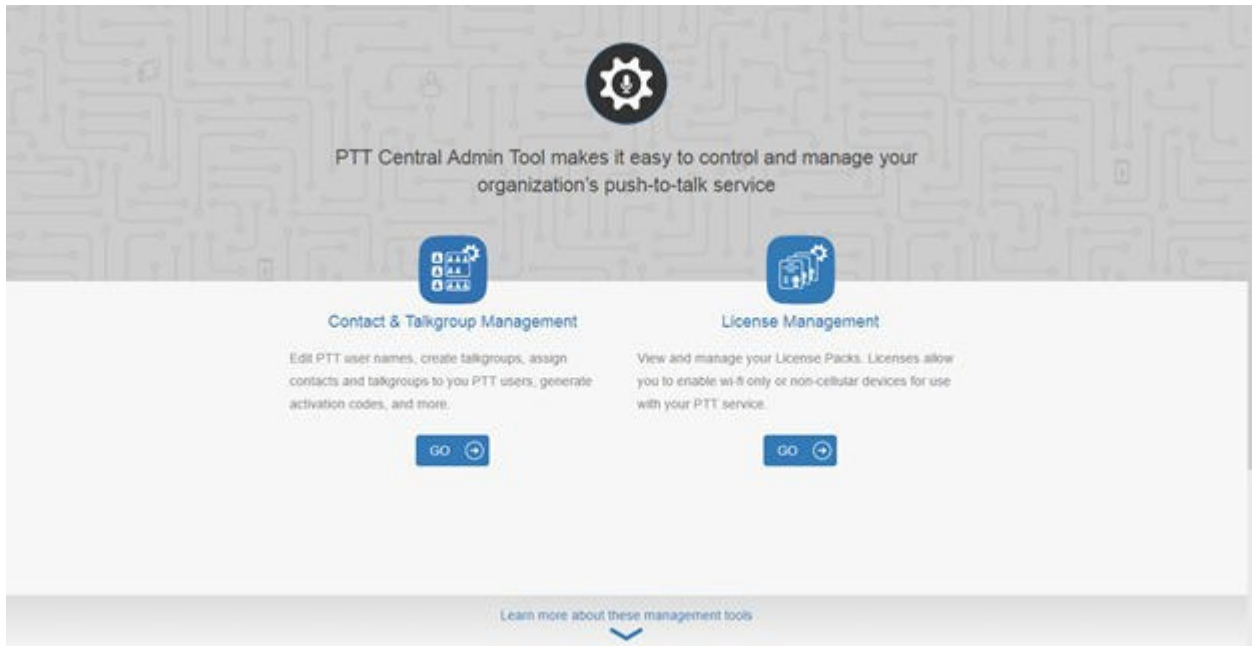 PTT Central Admin Tool makes it easy to control and manage your
organization's push-to-talk service
Contact & Talkgroup Management
Edit PTT user names, create talkgroups, assign
contacts and talkgroups to you PTT users, generate
activation codes, and more.
GO
License Management
View and manage your License Packs. Licenses allow
you to enable wi-fi only or non-cellular devices for use
with your PTT service.
GO
Learn more about these management tools